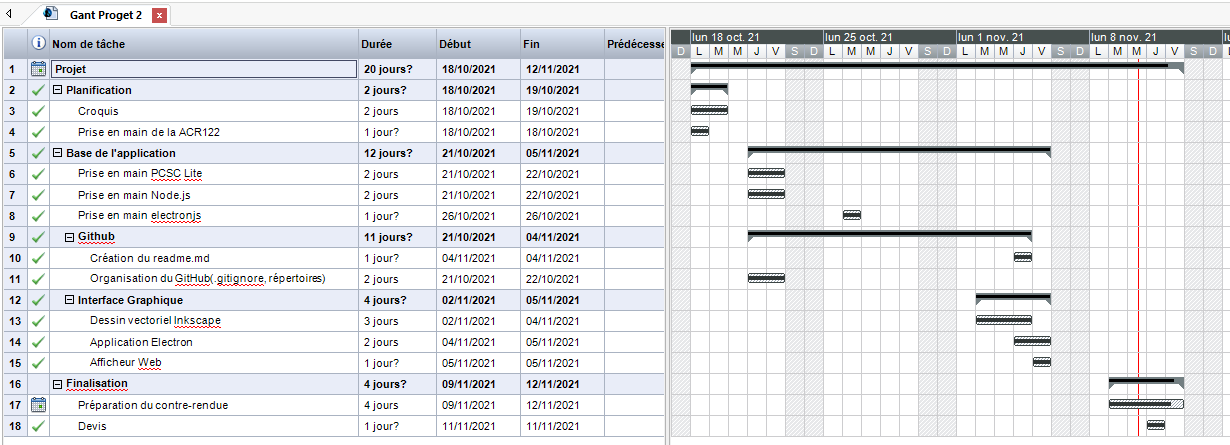 Gant Proget 2
Nom de tâche Durée Début Fin Prédécesse
lun 18 oct. 21 lun 25 oct. 21 lun 1 nov. 21 lun 8 nov. 21 lu
D L M M J V S D L M M J V S D L M M J V S D L M M J V S D L
1 Projet 20 jours? 18/10/2021 12/11/2021
2 Planification 2 jours? 18/10/2021 19/10/2021
3 Croquis 2 jours 18/10/2021 19/10/2021
4 Prise en main de la ACR122 1 jour? 18/10/2021 18/10/2021
5 Base de l'application 12 jours? 21/10/2021 05/11/2021
6 Prise en main PCSC Lite 2 jours 21/10/2021 22/10/2021
7 Prise en main Node.js 2 jours 21/10/2021 22/10/2021
8 Prise en main electronjs 1 jour? 26/10/2021 26/10/2021
9 Github 11 jours? 21/10/2021 04/11/2021
10 Création du readme.md 1 jour? 04/11/2021 04/11/2021
11 Organisation du GitHub(.gitignore, répertoires) 2 jours 21/10/2021 22/10/2021
12 Interface Graphique 4 jours? 02/11/2021 05/11/2021
13 Dessin vectoriel Inkscape 3 jours 02/11/2021 04/11/2021
14 Application Electron 2 jours 04/11/2021 05/11/2021
15 Afficheur Web 1 jour? 05/11/2021 05/11/2021
16 Finalisation 4 jours? 09/11/2021 12/11/2021
17 Préparation du contre-rendue 4 jours 09/11/2021 12/11/2021
18 Devis 1 jour? 11/11/2021 11/11/2021